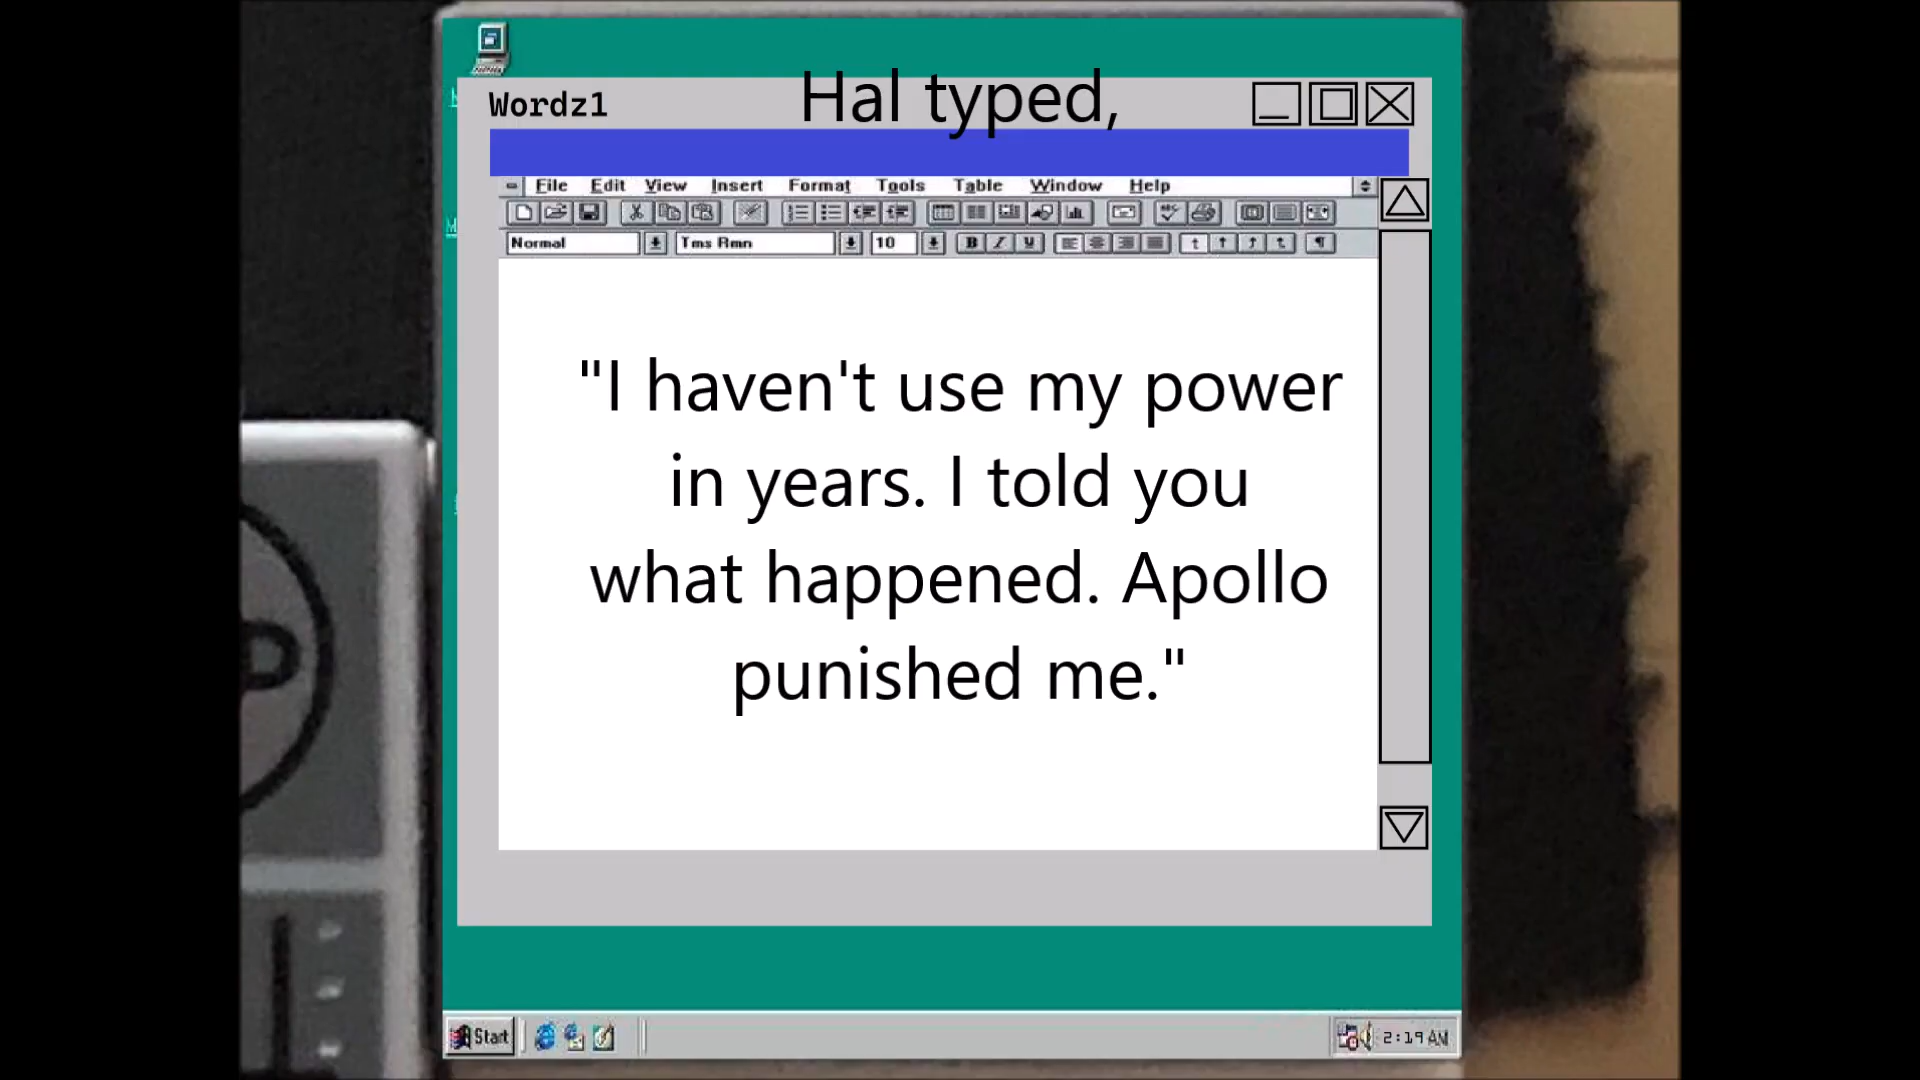 Hal typed,
Wordz1
File Edit View Insert Format Tools Table Window Help
Normal Tms Rmn 10 B I U
"I haven't use my power
in years. I told you
what happened. Apollo
punished me."
Start 2:19 AM